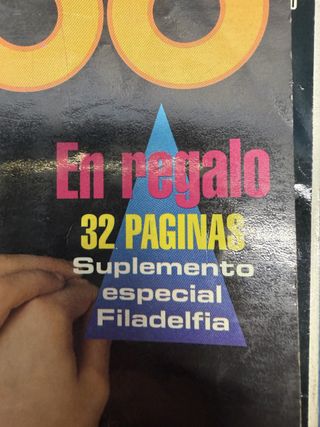 En regalo
32 PAGINAS
Suplemento
especial
Filadelfia